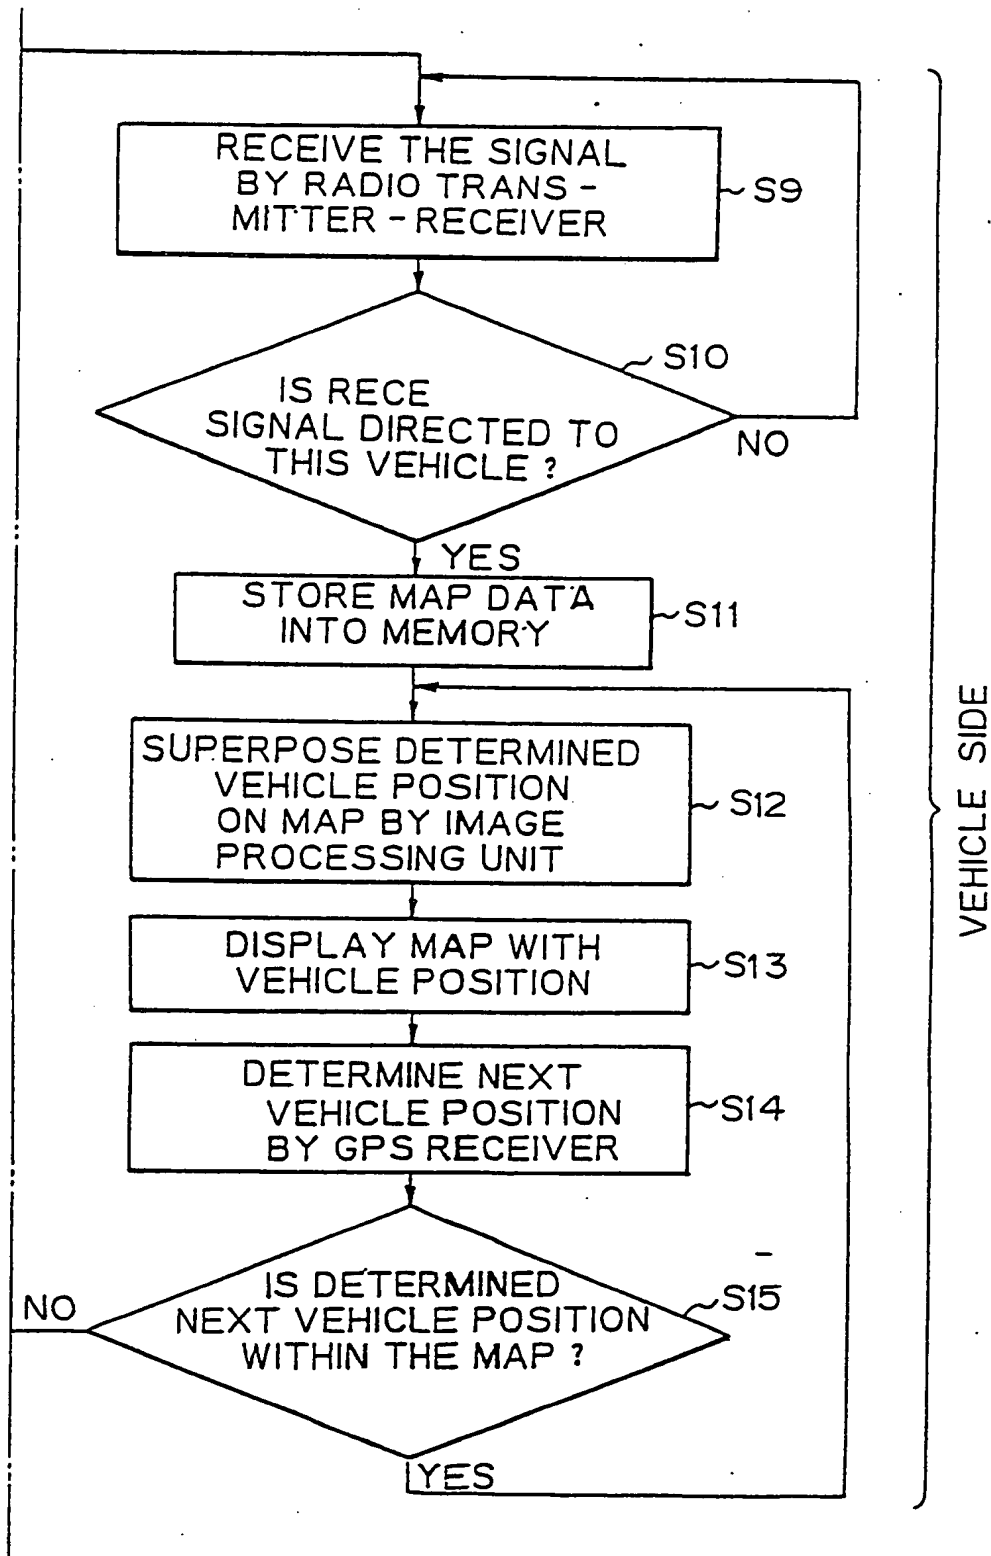 RECEIVE THE SIGNAL
BY RADIO TRANS-
MITTER-RECEIVER
S9
S10
IS RECE
SIGNAL DIRECTED TO
THIS VEHICLE ?
NO
YES
STORE MAP DATA
INTO MEMORY
S11
SUPERPOSE DETERMINED
VEHICLE POSITION
ON MAP BY IMAGE
PROCESSING UNIT
S12
DISPLAY MAP WITH
VEHICLE POSITION
S13
DETERMINE NEXT
VEHICLE POSITION
BY GPS RECEIVER
S14
IS DETERMINED
NEXT VEHICLE POSITION
WITHIN THE MAP ?
S15
NO
YES
VEHICLE SIDE